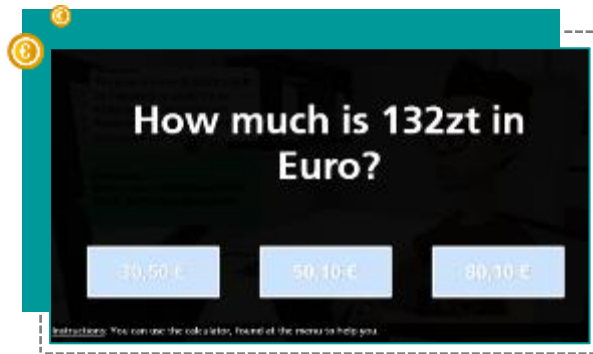 How much is 132zt in
Euro?
30,50 € 50,10 € 80,10 €
Instructions: You can use the calculator, found at the menu to help you.